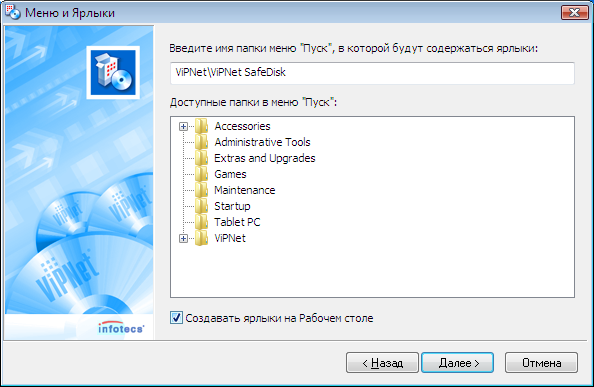 Меню и Ярлыки
Введите имя папки меню "Пуск", в которой будут содержаться ярлыки:
ViPNet\ViPNet SafeDisk
Доступные папки в меню "Пуск":
Accessories
Administrative Tools
Extras and Upgrades
Games
Maintenance
Startup
Tablet PC
ViPNet
ViPNet
ViPNet
ViPNet
infotecs
Создавать ярлыки на Рабочем столе
< Назад
Далее >
Отмена